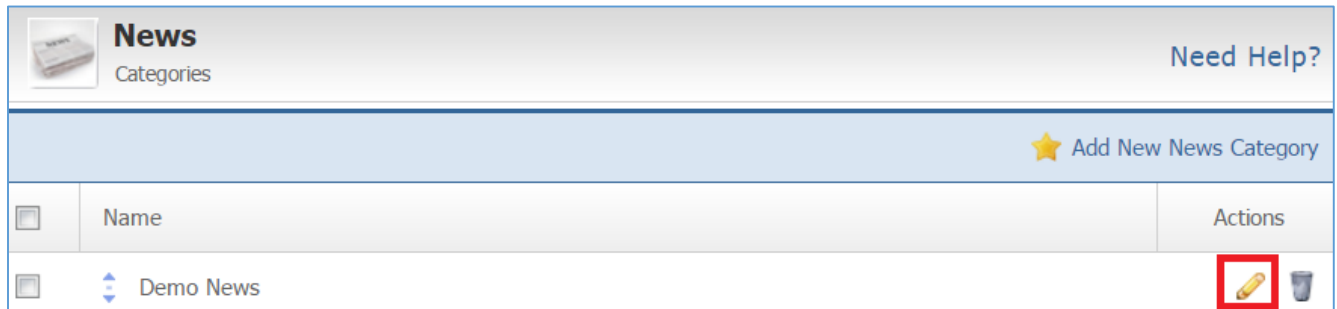 News
Categories
Need Help?
Add New News Category
Name
Actions
Demo News